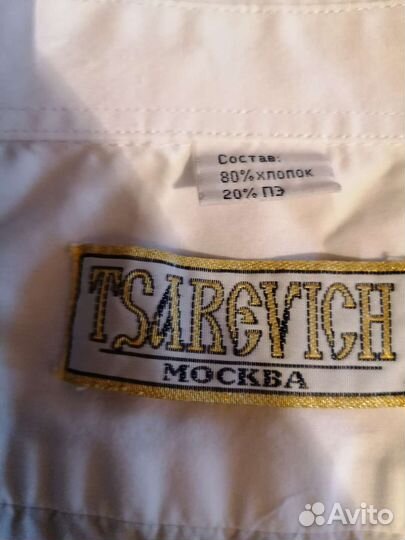 Состав:
80% хлопок
20% ПЭ
TSAREVICH
МОСКВА
Avito